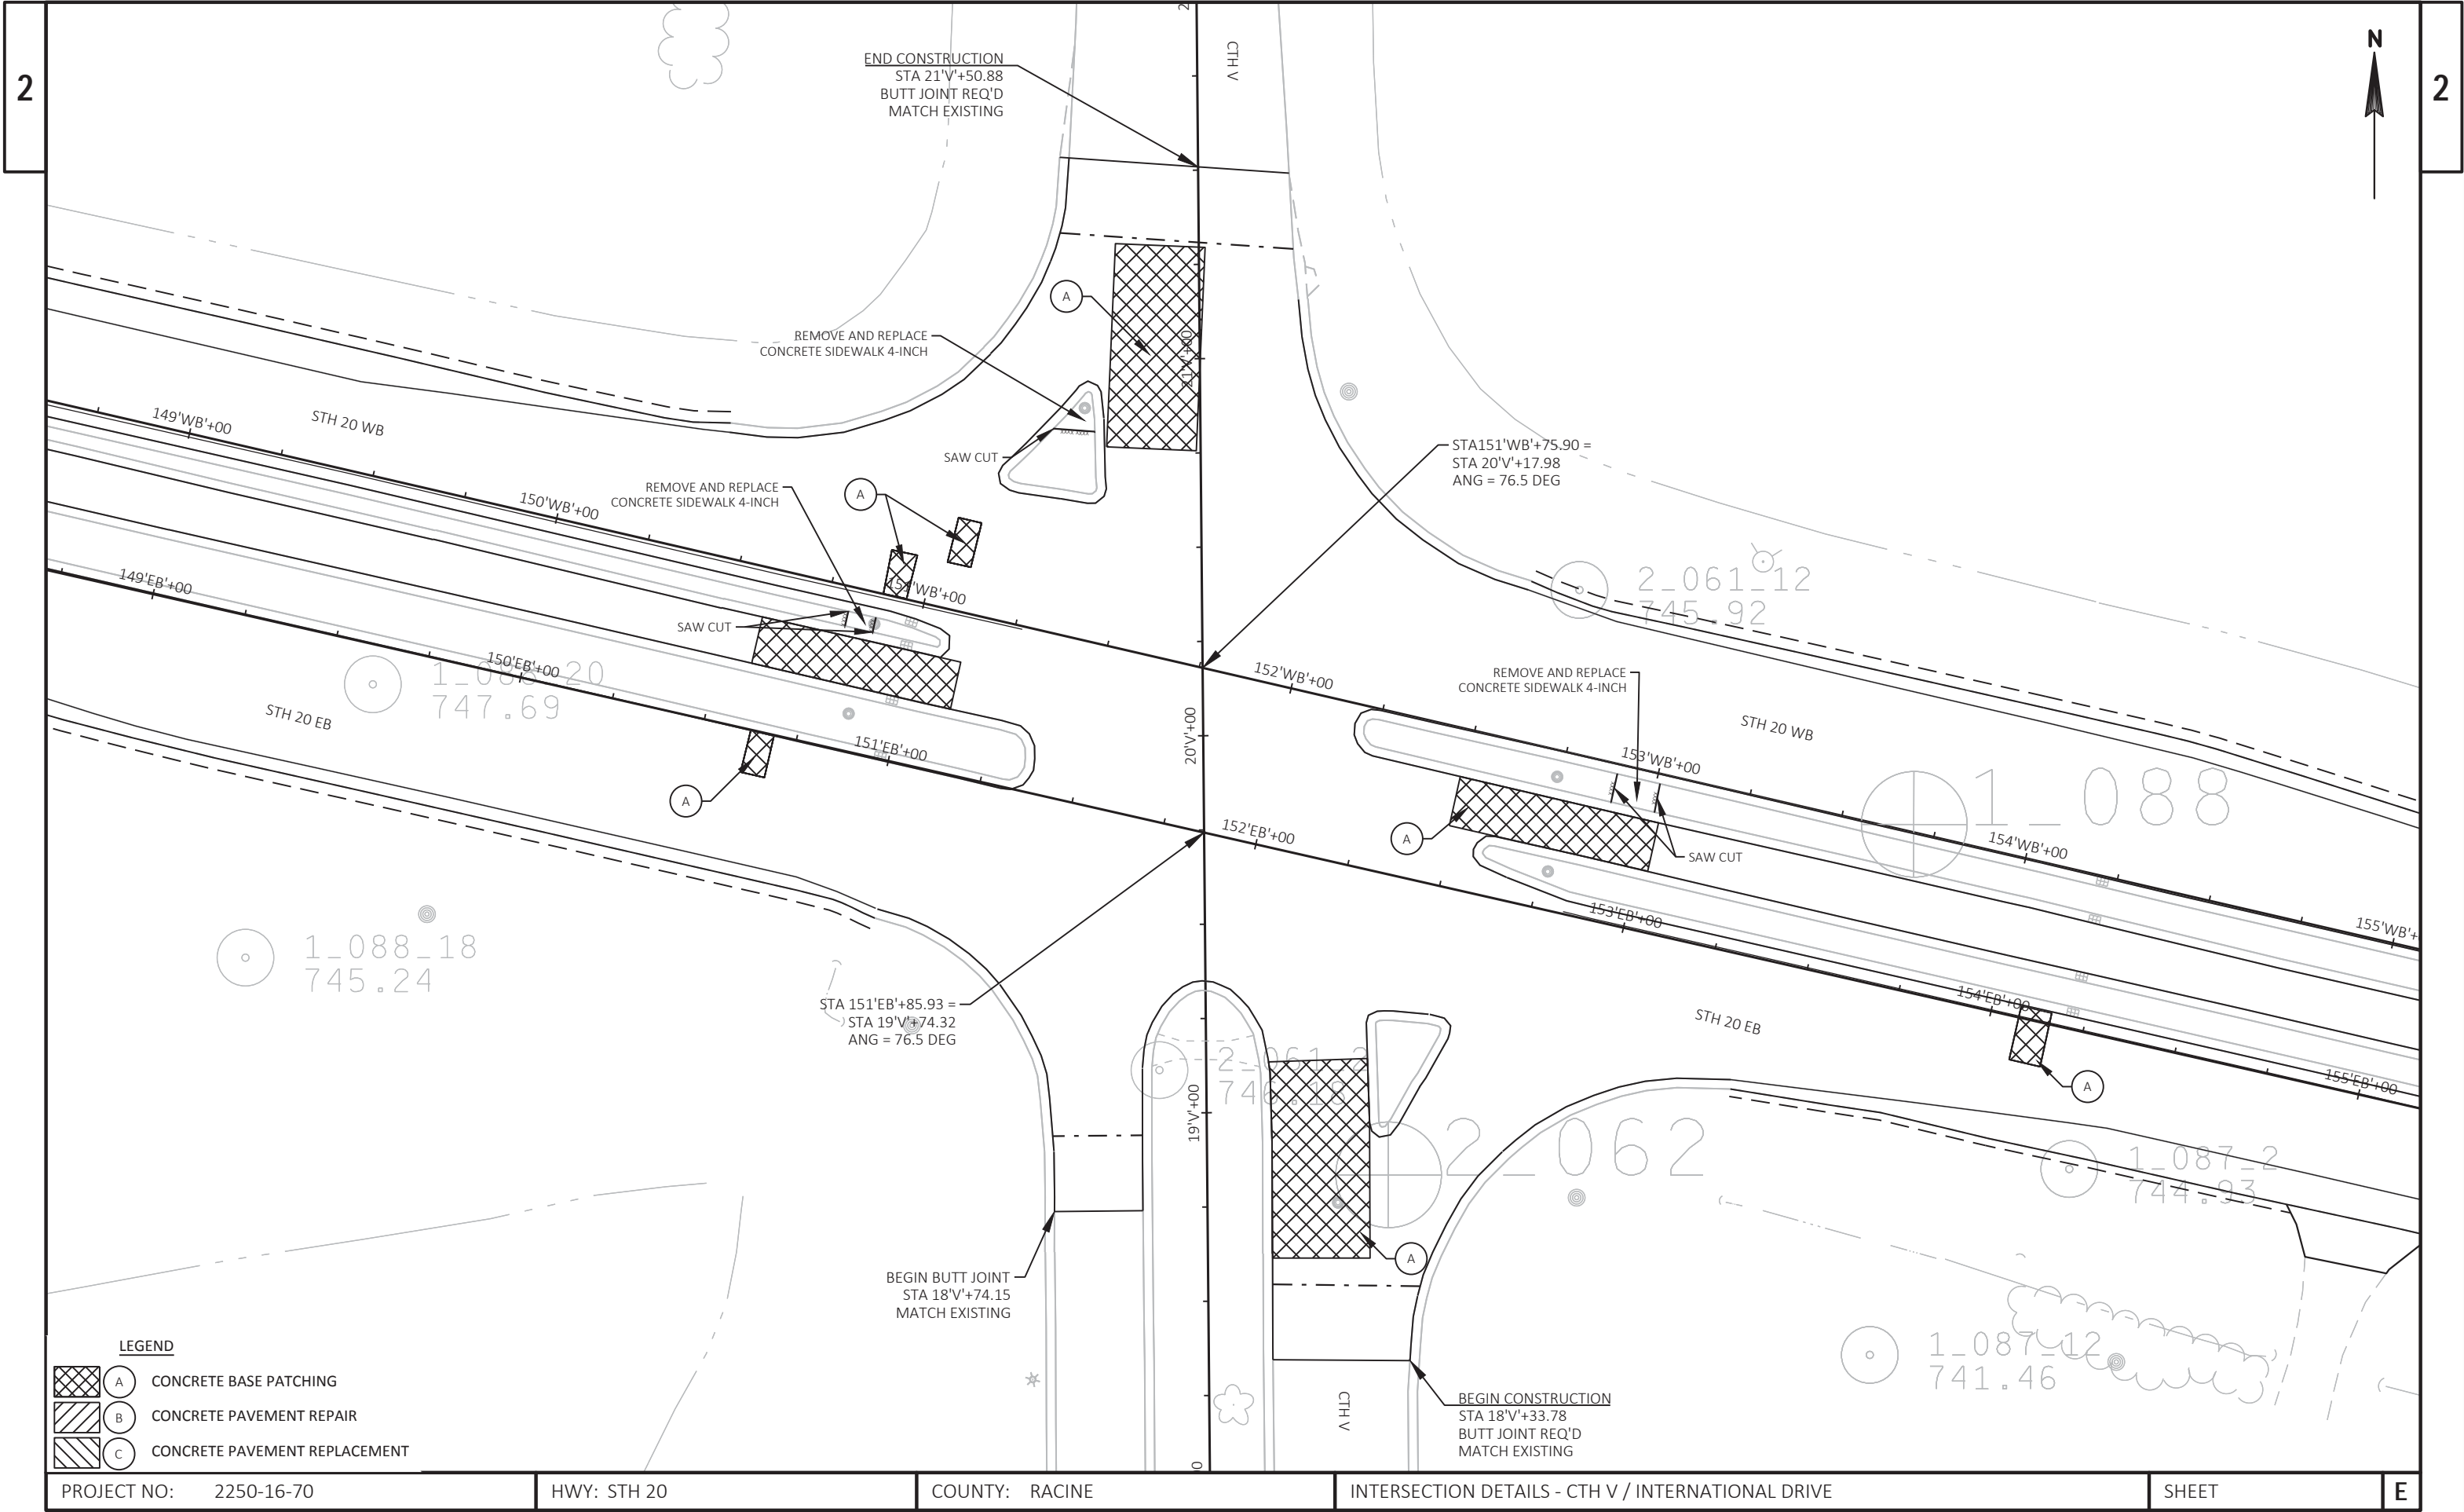 2
2
N
END CONSTRUCTION
STA 21'V'+50.88
BUTT JOINT REQ'D
MATCH EXISTING
CTH V
A
REMOVE AND REPLACE
CONCRETE SIDEWALK 4-INCH
21'V'+00
SAW CUT
149'WB'+00
STH 20 WB
STA151'WB'+75.90 =
STA 20'V'+17.98
ANG = 76.5 DEG
REMOVE AND REPLACE
CONCRETE SIDEWALK 4-INCH
A
150'WB'+00
149'EB'+00
151'WB'+00
SAW CUT
2_061_12
745.92
150'EB'+00
1_088_20
747.69
STH 20 EB
152'WB'+00
REMOVE AND REPLACE
CONCRETE SIDEWALK 4-INCH
STH 20 WB
20'V'+00
151'EB'+00
153'WB'+00
A
1_088
152'EB'+00
A
SAW CUT
154'WB'+00
153'EB'+00
155'WB'+
1_088_18
745.24
STA 151'EB'+85.93 =
STA 19'V'+74.32
ANG = 76.5 DEG
154'EB'+00
STH 20 EB
2_061_2
746.18
155'EB'+00
A
19'V'+00
2_062
1_087_2
744.93
A
BEGIN BUTT JOINT
STA 18'V'+74.15
MATCH EXISTING
1_087_12
741.46
CTH V
BEGIN CONSTRUCTION
STA 18'V'+33.78
BUTT JOINT REQ'D
MATCH EXISTING
LEGEND
A CONCRETE BASE PATCHING
B CONCRETE PAVEMENT REPAIR
C CONCRETE PAVEMENT REPLACEMENT
PROJECT NO: 2250-16-70 HWY: STH 20 COUNTY: RACINE INTERSECTION DETAILS - CTH V / INTERNATIONAL DRIVE SHEET E